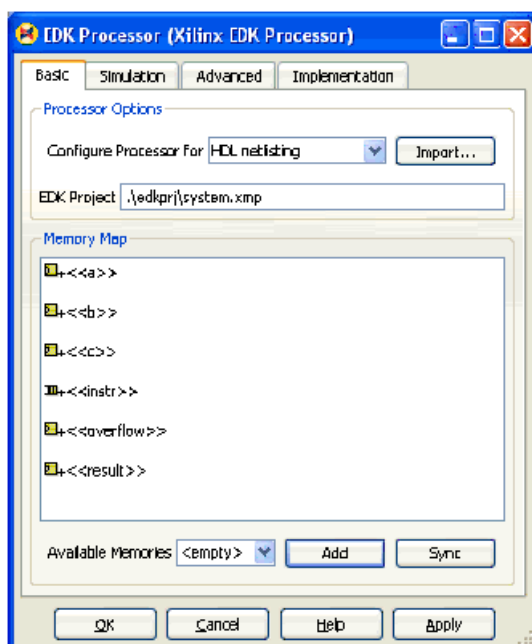 EDK Processor (Xilinx EDK Processor)
Basic Simulation Advanced Implementation
Processor Options
Configure Processor for HDL netlisting Import...
EDK Project .\edkprj\system.xmp
Memory Map
+<<a>>
+<<b>>
+<<c>>
+<<instr>>
+<<overflow>>
+<<result>>
Available Memories <empty> Add Sync
OK Cancel Help Apply